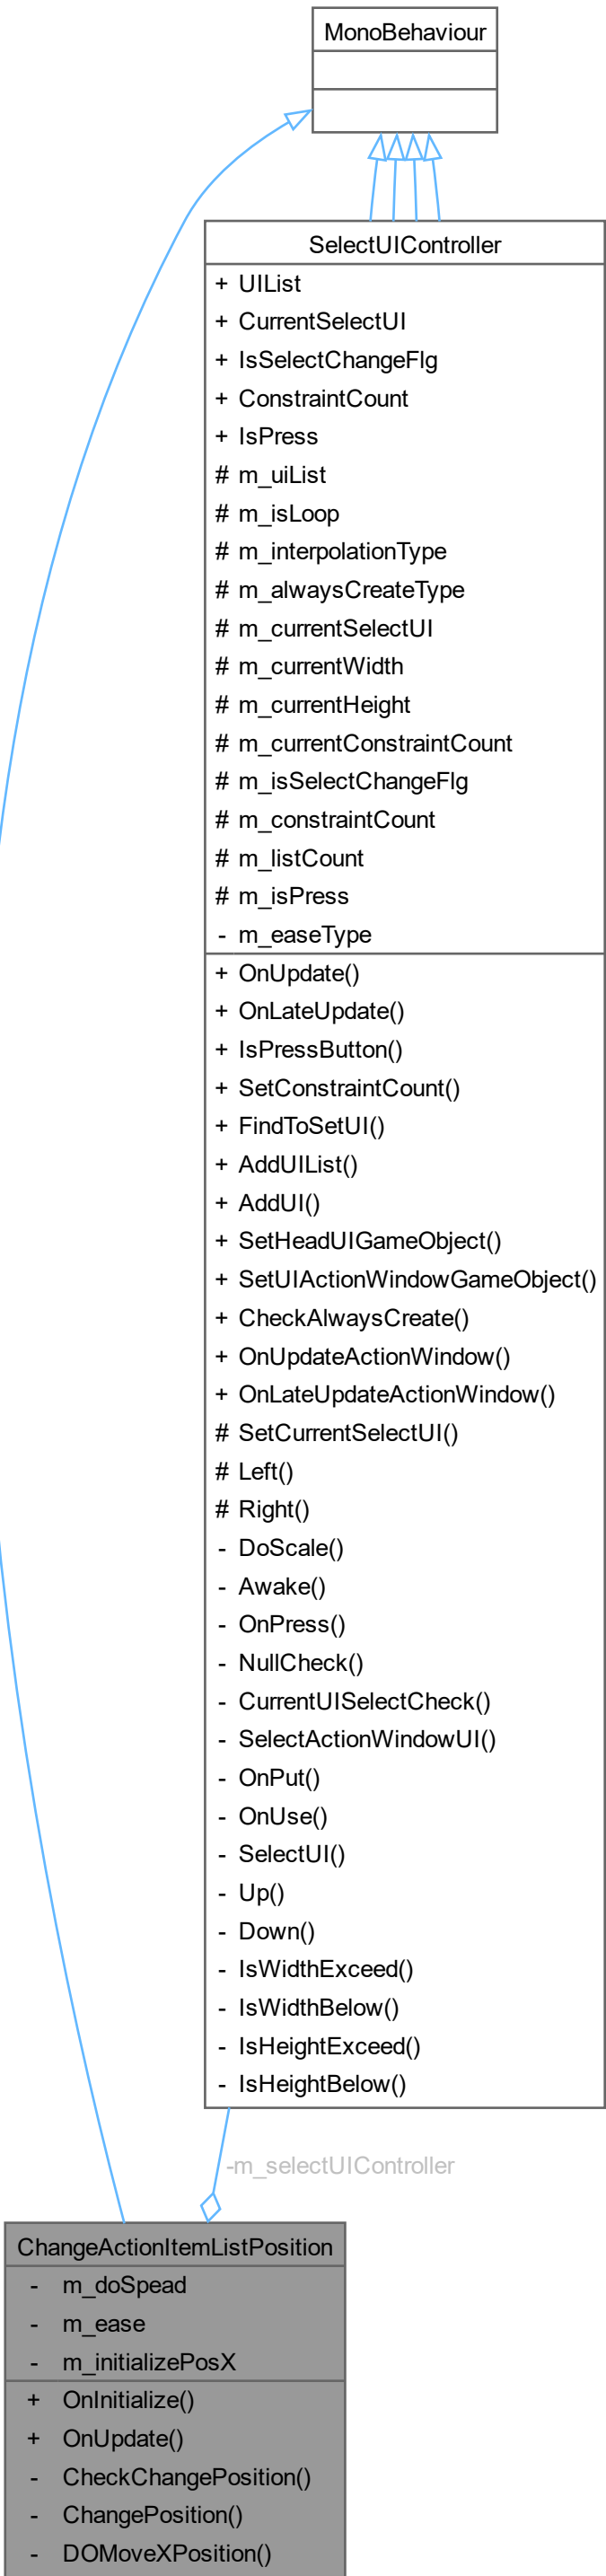 MonoBehaviour
SelectUIController
+ UIList
+ CurrentSelectUI
+ IsSelectChangeFlg
+ ConstraintCount
+ IsPress
# m_uiList
# m_isLoop
# m_interpolationType
# m_alwaysCreateType
# m_currentSelectUI
# m_currentWidth
# m_currentHeight
# m_currentConstraintCount
# m_isSelectChangeFlg
# m_constraintCount
# m_listCount
# m_isPress
- m_easeType
+ OnUpdate()
+ OnLateUpdate()
+ IsPressButton()
+ SetConstraintCount()
+ FindToSetUI()
+ AddUIList()
+ AddUI()
+ SetHeadUIGameObject()
+ SetUIActionWindowGameObject()
+ CheckAlwaysCreate()
+ OnUpdateActionWindow()
+ OnLateUpdateActionWindow()
# SetCurrentSelectUI()
# Left()
# Right()
- DoScale()
- Awake()
- OnPress()
- NullCheck()
- CurrentUISelectCheck()
- SelectActionWindowUI()
- OnPut()
- OnUse()
- SelectUI()
- Up()
- Down()
- IsWidthExceed()
- IsWidthBelow()
- IsHeightExceed()
- IsHeightBelow()
-m_selectUIController
ChangeActionItemListPosition
- m_doSpead
- m_ease
- m_initializePosX
+ OnInitialize()
+ OnUpdate()
- CheckChangePosition()
- ChangePosition()
- DOMoveXPosition()